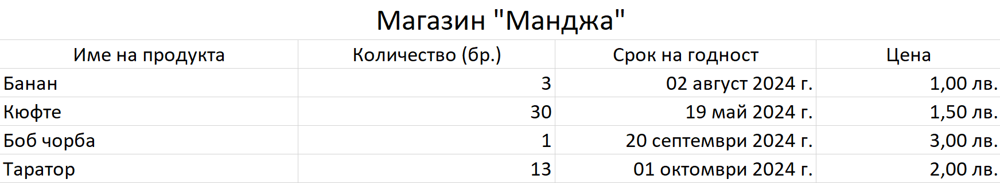 Магазин "Манджа"
Име на продукта Количество (бр.) Срок на годност Цена
Банан 3 02 август 2024 г. 1,00 лв.
Кюфте 30 19 май 2024 г. 1,50 лв.
Боб чорба 1 20 септември 2024 г. 3,00 лв.
Таратор 13 01 октомври 2024 г. 2,00 лв.